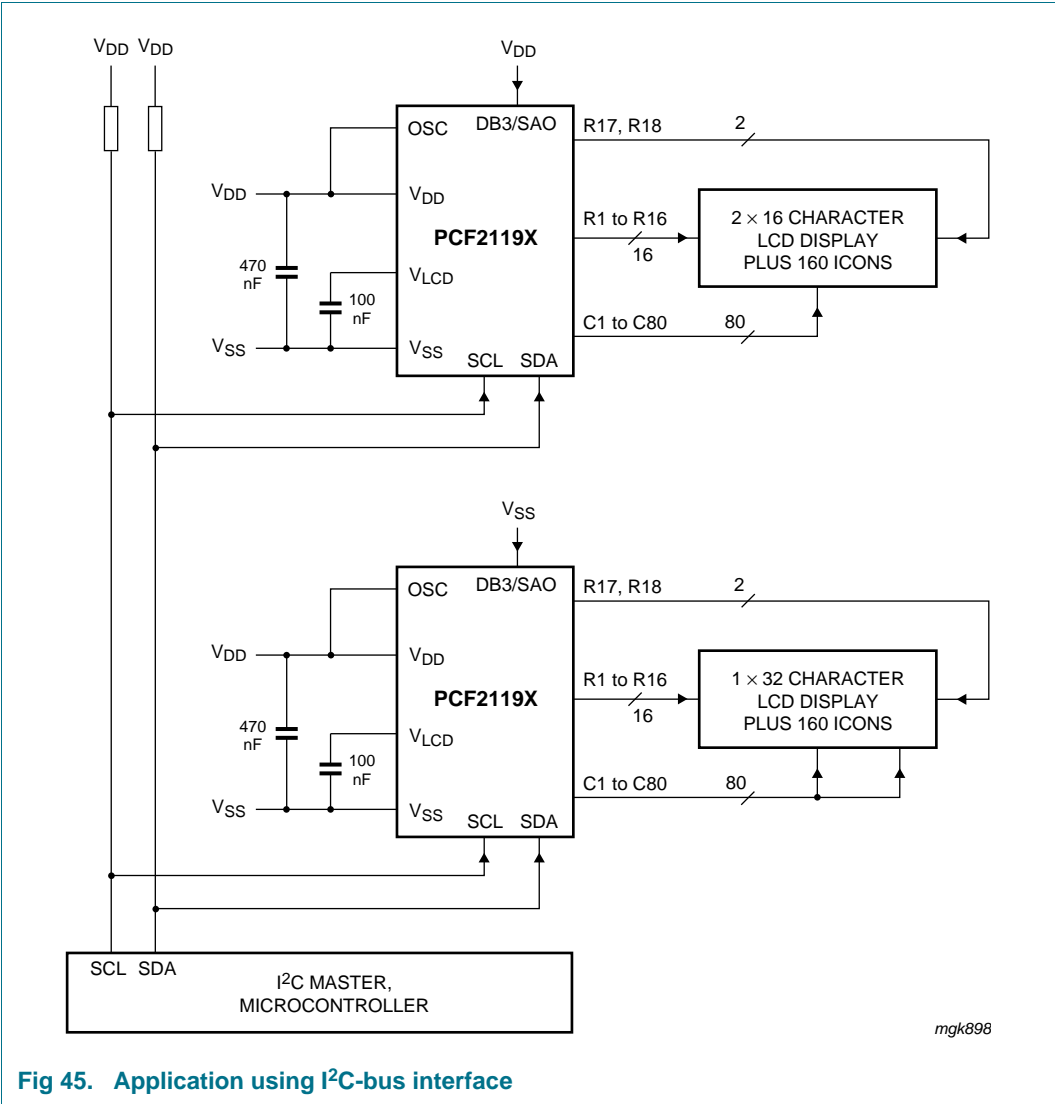 VDD VDD
VDD
OSC DB3/SAO R17, R18 2
VDD VDD
R1 to R16
16
2 × 16 CHARACTER
LCD DISPLAY
PLUS 160 ICONS
PCF2119X
470
nF
VLCD
100
nF
C1 to C80 80
VSS VSS
SCL SDA
VSS
OSC DB3/SAO R17, R18 2
VDD VDD
R1 to R16
16
1 × 32 CHARACTER
LCD DISPLAY
PLUS 160 ICONS
PCF2119X
470
nF
VLCD
100
nF
C1 to C80 80
VSS VSS
SCL SDA
SCL SDA
I2C MASTER,
MICROCONTROLLER
mgk898
Fig 45. Application using I2C-bus interface